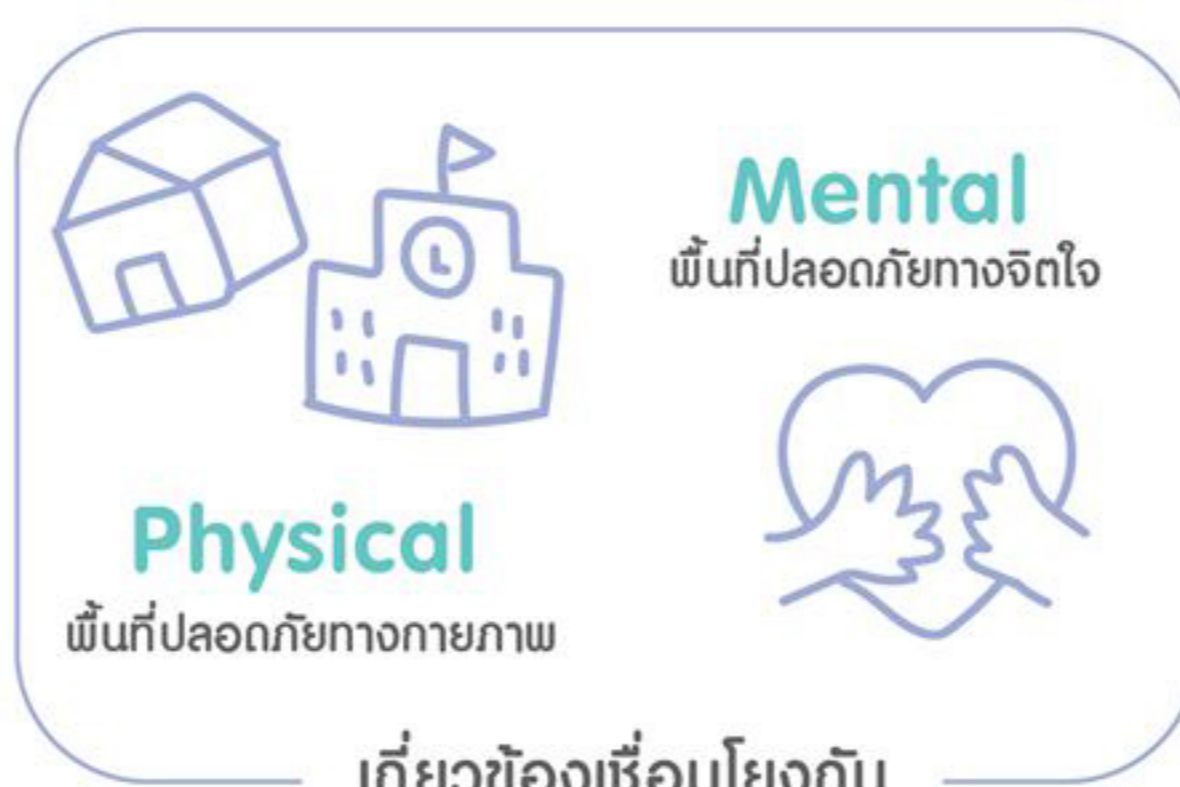 Mental
พื้นที่ปลอดภัยทางจิตใจ
Physical
พื้นที่ปลอดภัยทางกายภาพ
เกี่ยวข้องเชื่อมโยงกัน